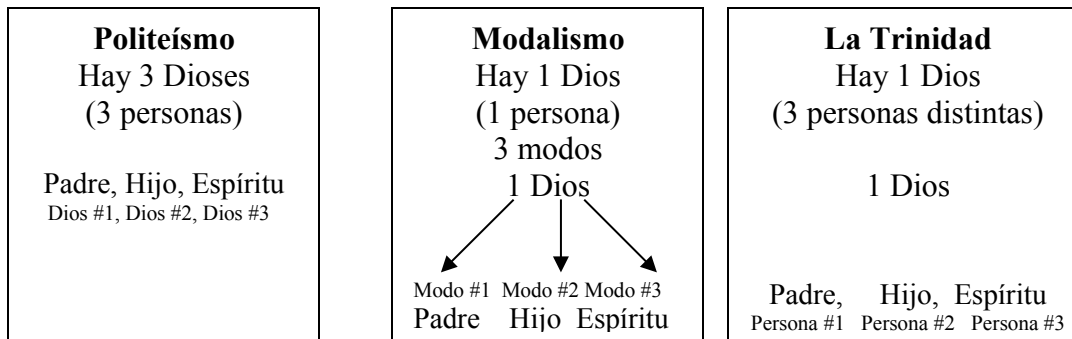 Politeísmo
Hay 3 Dioses
(3 personas)
Padre, Hijo, Espíritu
Dios #1, Dios #2, Dios #3
Modalismo
Hay 1 Dios
(1 persona)
3 modos
1 Dios
Modo #1 Modo #2 Modo #3
Padre Hijo Espíritu
La Trinidad
Hay 1 Dios
(3 personas distintas)
1 Dios
Padre, Hijo, Espíritu
Persona #1 Persona #2 Persona #3